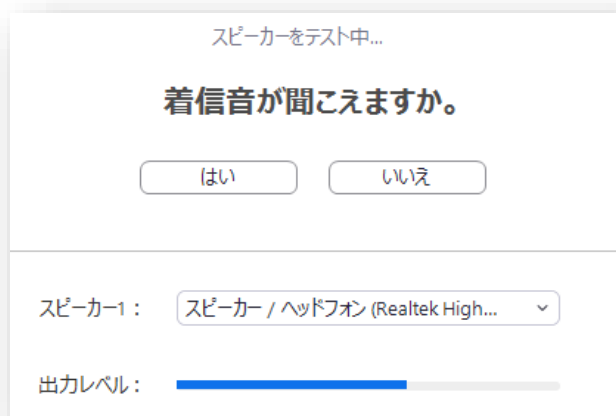 スピーカーをテスト中...
着信音が聞こえますか。
はい いいえ
スピーカー1： スピーカー / ヘッドフォン (Realtek High...
出力レベル：